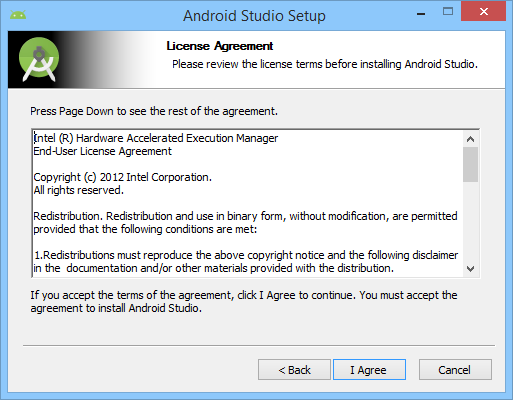 Android Studio Setup
License Agreement
Please review the license terms before installing Android Studio.
Press Page Down to see the rest of the agreement.
Intel (R) Hardware Accelerated Execution Manager
End-User License Agreement
Copyright (c) 2012 Intel Corporation.
All rights reserved.
Redistribution. Redistribution and use in binary form, without modification, are permitted
provided that the following conditions are met:
1.Redistributions must reproduce the above copyright notice and the following disclaimer
in the  documentation and/or other materials provided with the distribution.
If you accept the terms of the agreement, click I Agree to continue. You must accept the
agreement to install Android Studio.
< Back
I Agree
Cancel